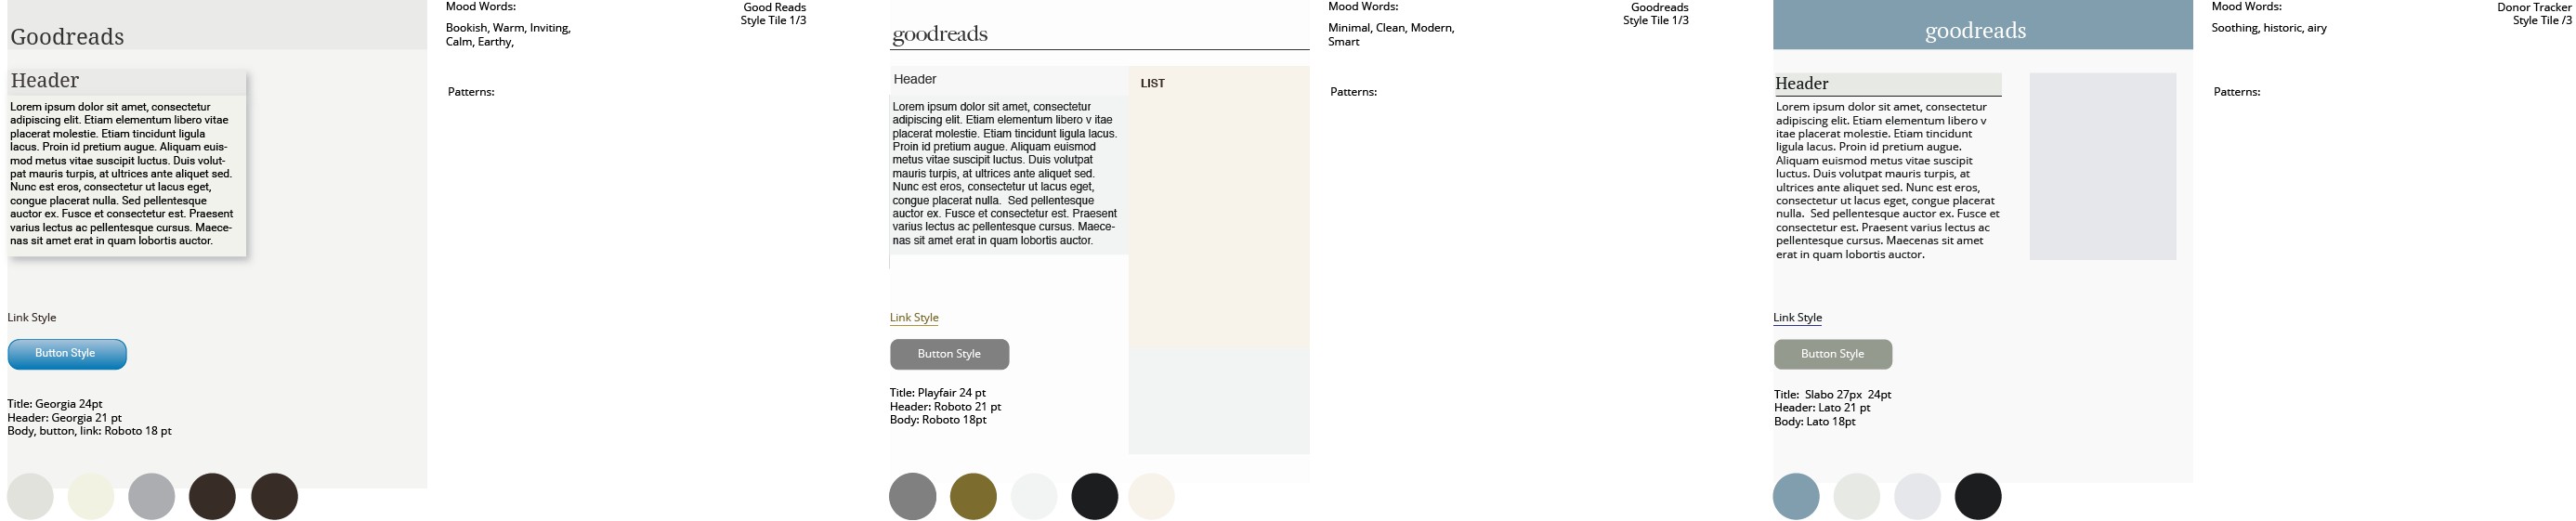 Goodreads
Header
Lorem ipsum dolor sit amet, consectetur
adipiscing elit. Etiam elementum libero vitae
placerat molestie. Etiam tincidunt ligula
lacus. Proin id pretium augue. Aliquam euis-
mod metus vitae suscipit luctus. Duis volut-
pat mauris turpis, at ultrices ante aliquet sed.
Nunc est eros, consectetur ut lacus eget,
congue placerat nulla. Sed pellentesque
auctor ex. Fusce et consectetur est. Praesent
varius lectus ac pellentesque cursus. Maece-
nas sit amet erat in quam lobortis auctor.
Link Style
Button Style
Title: Georgia 24pt
Header: Georgia 21 pt
Body, button, link: Roboto 18 pt
Mood Words:
Bookish, Warm, Inviting,
Calm, Earthy,
Patterns:
Good Reads
Style Tile 1/3
goodreads
Header
Lorem ipsum dolor sit amet, consectetur
adipiscing elit. Etiam elementum libero v itae
placerat molestie. Etiam tincidunt ligula lacus.
Proin id pretium augue. Aliquam euismod
metus vitae suscipit luctus. Duis volutpat
mauris turpis, at ultrices ante aliquet sed.
Nunc est eros, consectetur ut lacus eget,
congue placerat nulla.  Sed pellentesque
auctor ex. Fusce et consectetur est. Praesent
varius lectus ac pellentesque cursus. Maece-
nas sit amet erat in quam lobortis auctor.
LIST
Link Style
Button Style
Title: Playfair 24 pt
Header: Roboto 21 pt
Body: Roboto 18pt
Mood Words:
Minimal, Clean, Modern,
Smart
Patterns:
Goodreads
Style Tile 1/3
goodreads
Header
Lorem ipsum dolor sit amet, consectetur
adipiscing elit. Etiam elementum libero v
itae placerat molestie. Etiam tincidunt
ligula lacus. Proin id pretium augue.
Aliquam euismod metus vitae suscipit
luctus. Duis volutpat mauris turpis, at
ultrices ante aliquet sed. Nunc est eros,
consectetur ut lacus eget, congue placerat
nulla.  Sed pellentesque auctor ex. Fusce et
consectetur est. Praesent varius lectus ac
pellentesque cursus. Maecenas sit amet
erat in quam lobortis auctor.
Link Style
Button Style
Title:  Slabo 27px  24pt
Header: Lato 21 pt
Body: Lato 18pt
Mood Words:
Soothing, historic, airy
Patterns:
Donor Tracker
Style Tile /3